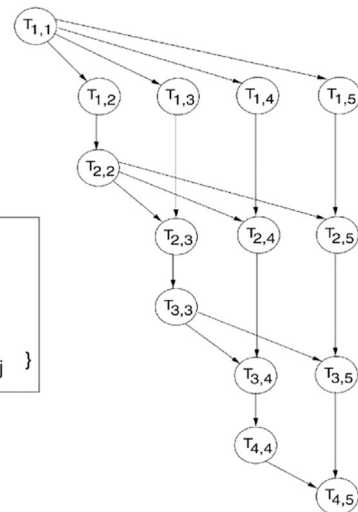 T1,1
T1,2 T1,3 T1,4 T1,5
T2,2
T2,3 T2,4 T2,5
T3,3
j }
T3,4 T3,5
T4,4
T4,5